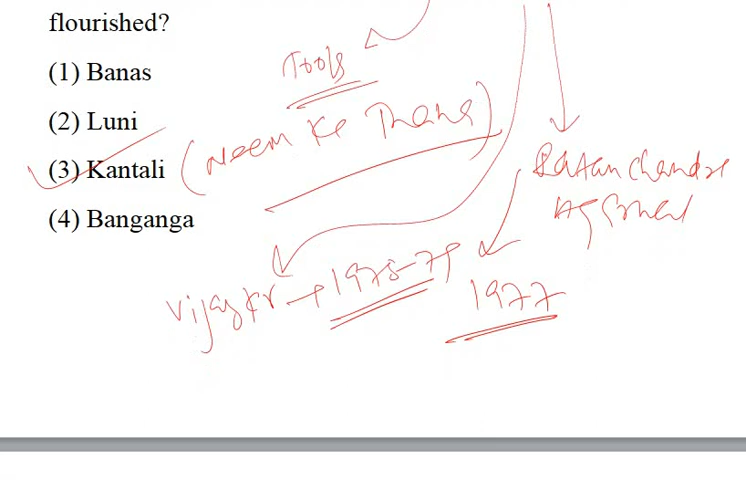 flourished?
(1) Banas
Tools
(2) Luni
(Neem Ke Thana)
(3) Kantali
Ratan chandra
Agrawal
(4) Banganga
Vijay Kr → 1978-79
1977